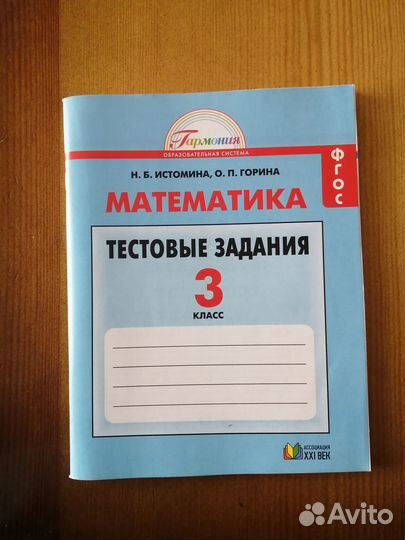 Гармония
ОБРАЗОВАТЕЛЬНАЯ СИСТЕМА
ФГОС
Н. Б. ИСТОМИНА, О. П. ГОРИНА
МАТЕМАТИКА
ТЕСТОВЫЕ ЗАДАНИЯ
3
КЛАСС
АССОЦИАЦИЯ
XXI ВЕК
Avito